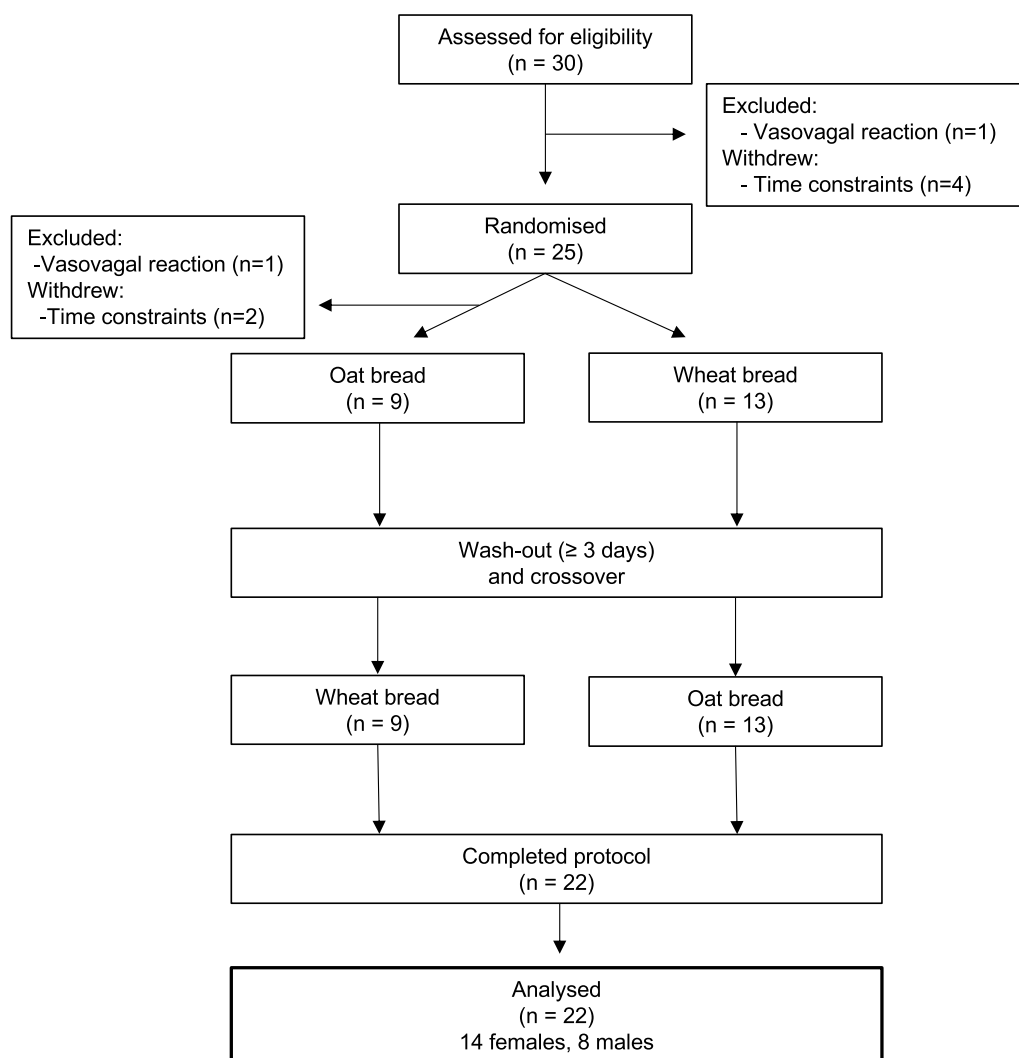 Assessed for eligibility
(n = 30)
Excluded:
- Vasovagal reaction (n=1)
Withdrew:
- Time constraints (n=4)
Randomised
(n = 25)
Excluded:
-Vasovagal reaction (n=1)
Withdrew:
-Time constraints (n=2)
Oat bread
(n = 9)
Wheat bread
(n = 13)
Wash-out (≥ 3 days)
and crossover
Wheat bread
(n = 9)
Oat bread
(n = 13)
Completed protocol
(n = 22)
Analysed
(n = 22)
14 females, 8 males